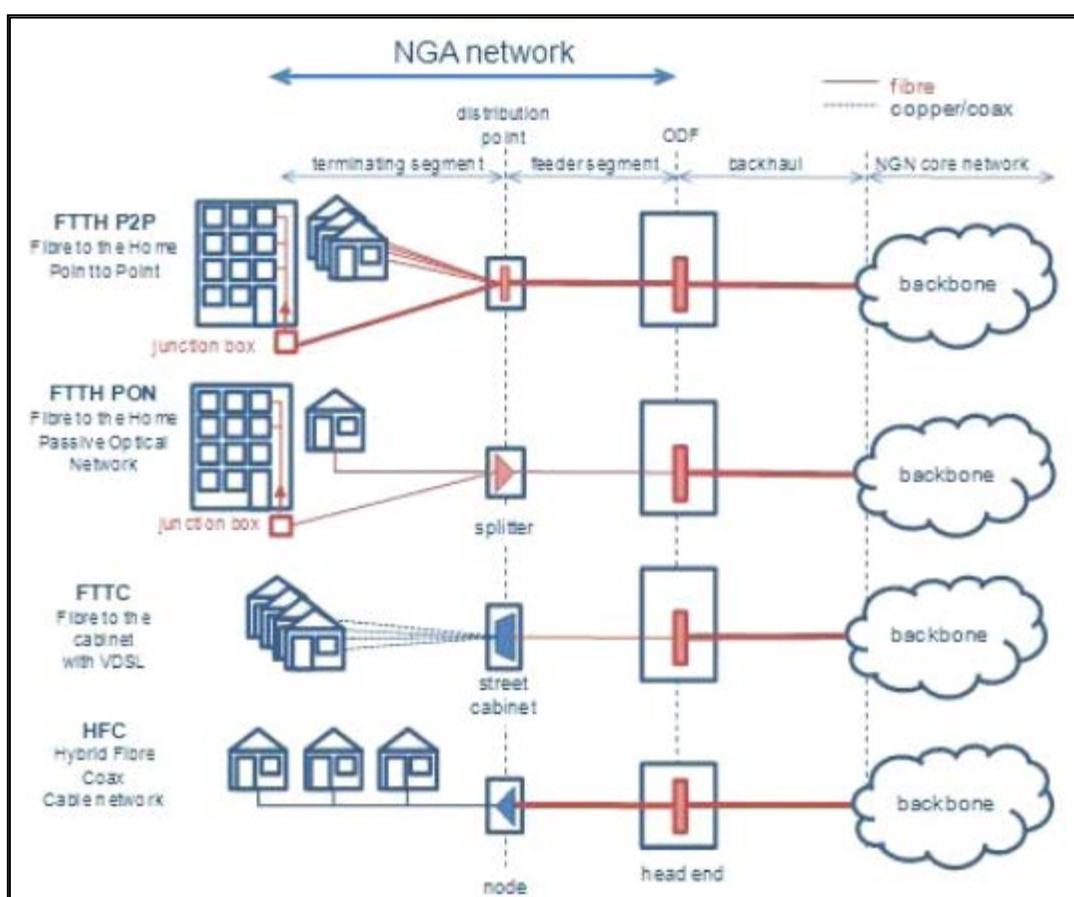 NGA network
fibre
copper/coax
distribution
point
ODF
terminating segment
feeder segment
backhaul
NGN core network
FTTH P2P
Fibre to the Home
Point to Point
junction box
backbone
FTTH PON
Fibre to the Home
Passive Optical
Network
junction box
splitter
backbone
FTTC
Fibre to the
cabinet
with VDSL
street
cabinet
backbone
HFC
Hybrid Fibre
Coax
Cable network
node
head end
backbone